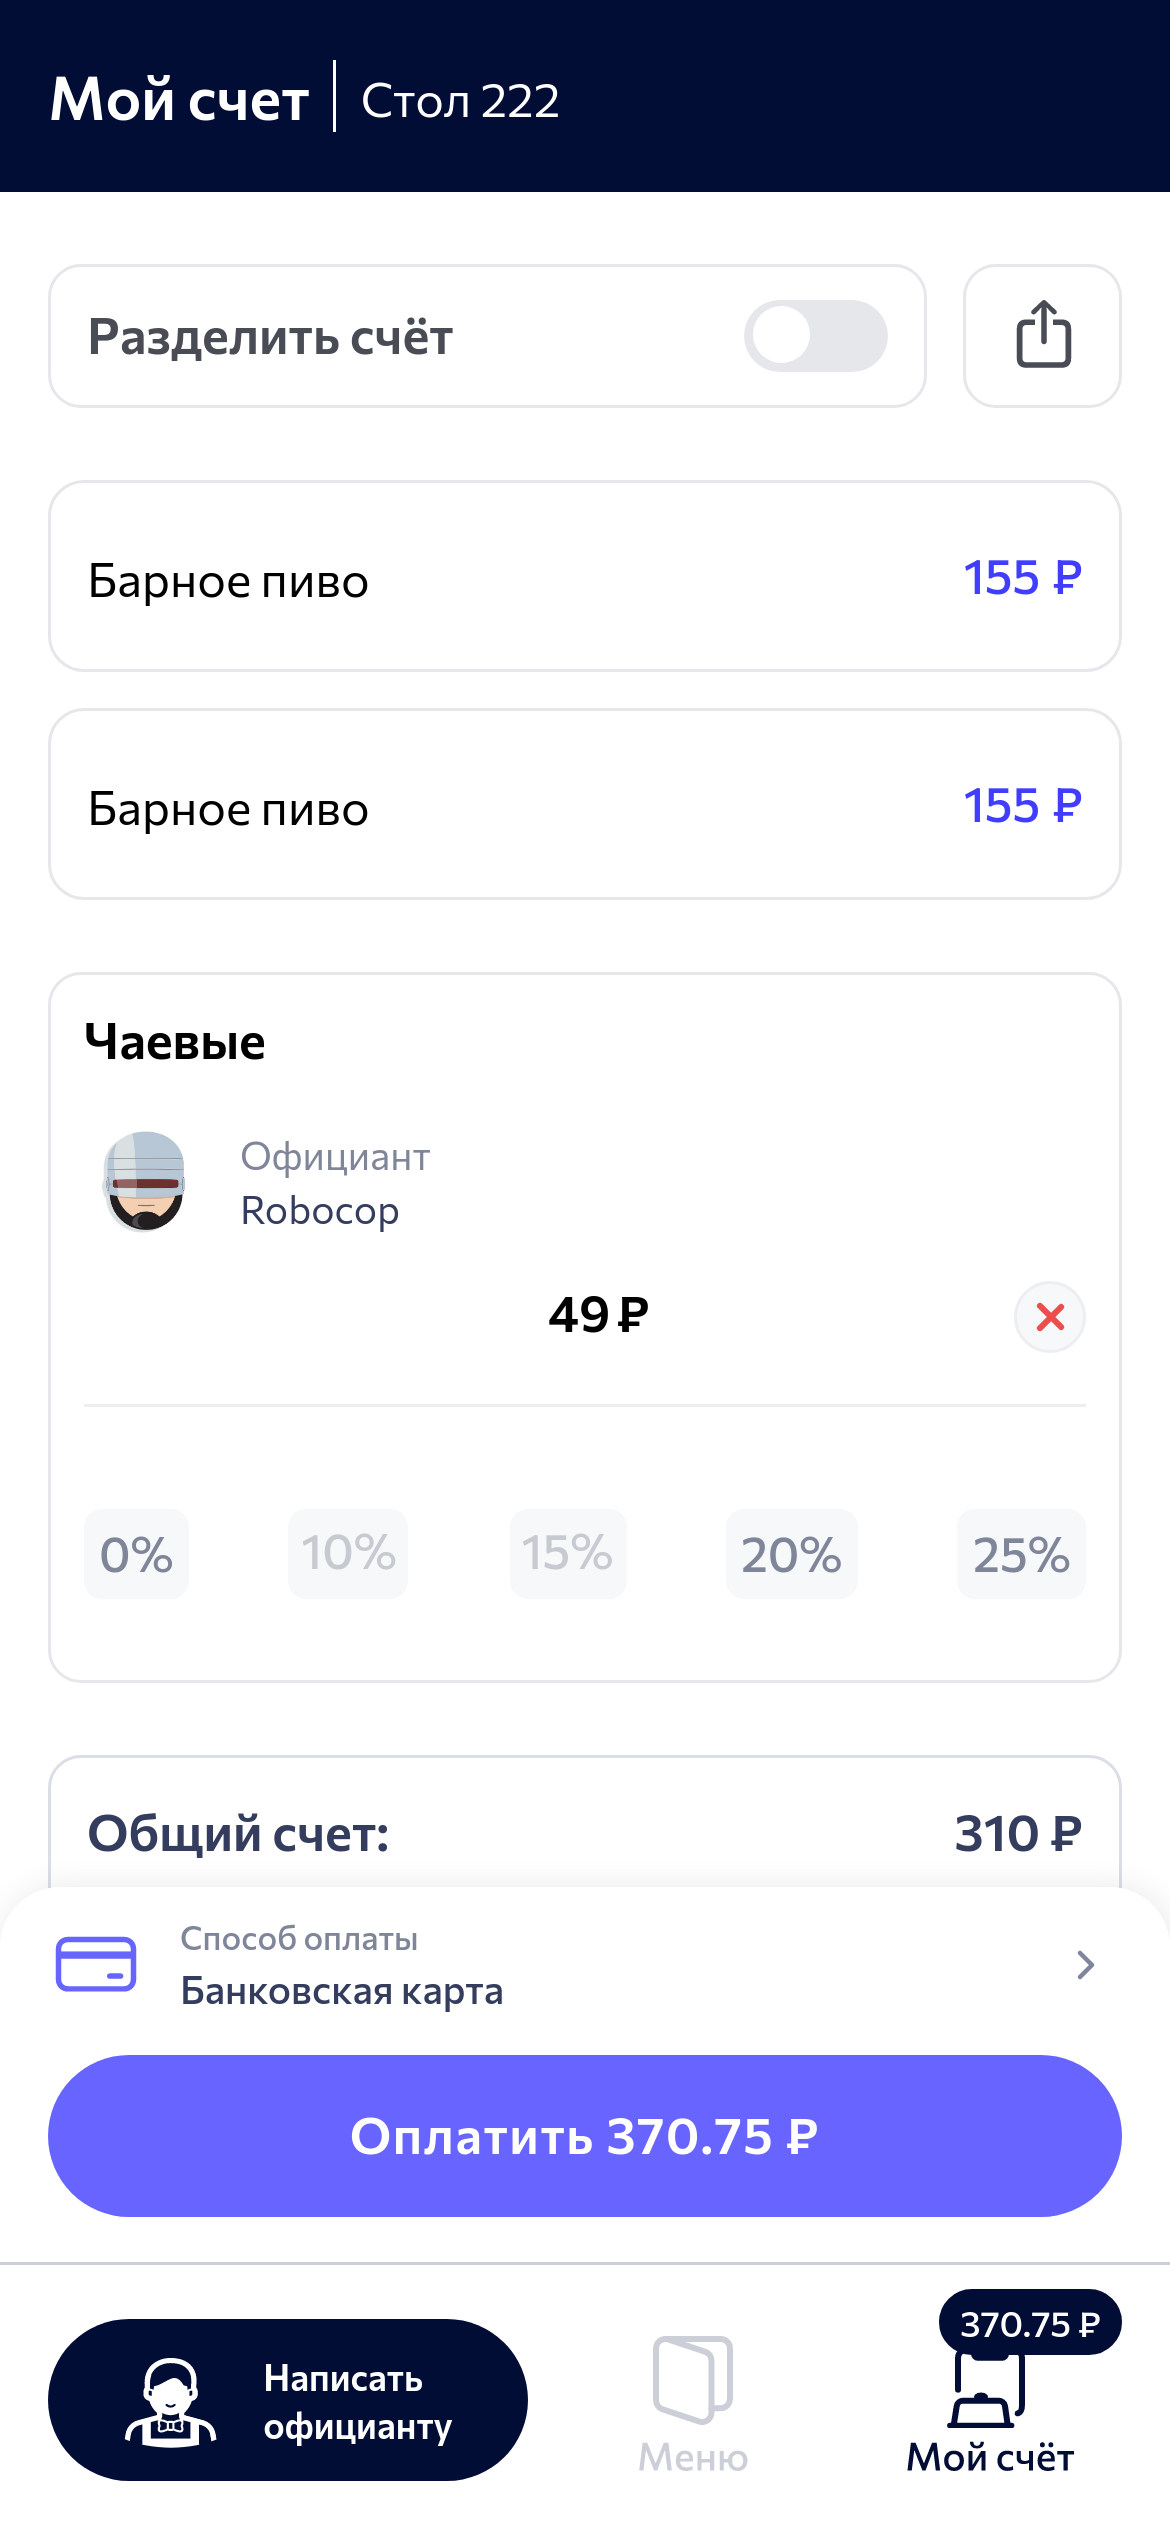 Мой счет
Стол 222
Разделить счёт
Барное пиво
155 ₽
Барное пиво
155 ₽
Чаевые
Официант
Robocop
49 ₽
0%
10%
15%
20%
25%
Общий счет:
310 ₽
Способ оплаты
Банковская карта
Оплатить 370.75 ₽
Написать
официанту
Меню
370.75 ₽
Мой счёт